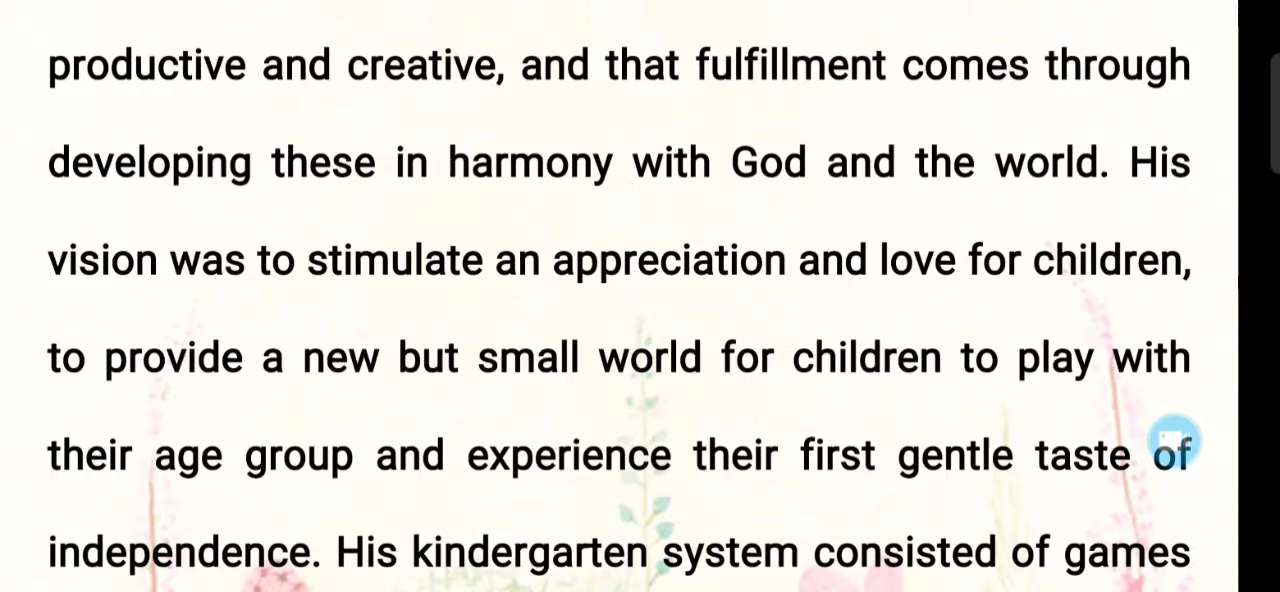 productive and creative, and that fulfillment comes through
developing these in harmony with God and the world. His
vision was to stimulate an appreciation and love for children,
to provide a new but small world for children to play with
their age group and experience their first gentle taste of
independence. His kindergarten system consisted of games